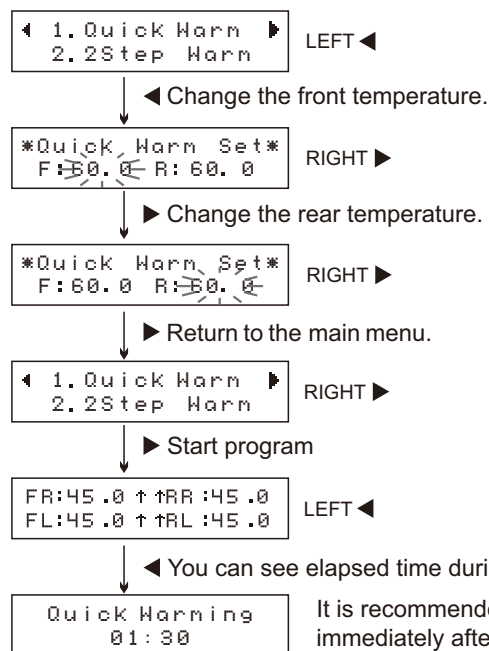 ◀ 1.Quick Warm ▶
2.2Step Warm
LEFT ◀
◀ Change the front temperature.
*Quick Warm Set*
F:60.0 R:60.0
RIGHT ▶
▶ Change the rear temperature.
*Quick Warm Set*
F:60.0 R:60.0
RIGHT ▶
▶ Return to the main menu.
◀ 1.Quick Warm ▶
2.2Step Warm
RIGHT ▶
▶ Start program
FR:45.0 ↑ ↑RR :45.0
FL:45.0 ↑ ↑RL :45.0
LEFT ◀
◀ You can see elapsed time
Quick Warming
01:30
It is
immediately